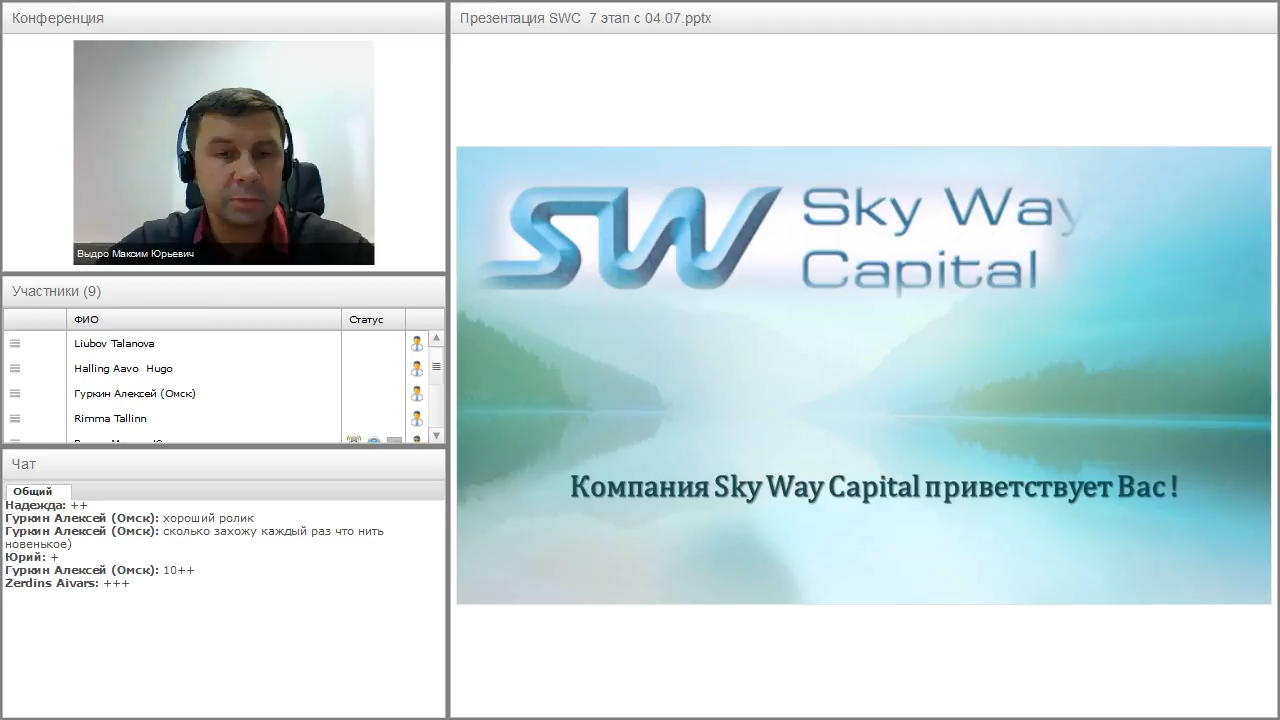 Конференция
Выдро Максим Юрьевич
Участники (9)
ФИО Статус
Liubov Talanova
Halling Aavo Hugo
Гуркин Алексей (Омск)
Rimma Tallinn
Чат
Общий
Надежда: ++
Гуркин Алексей (Омск): хороший ролик
Гуркин Алексей (Омск): сколько захожу каждый раз что нить
новенькое)
Юрий: +
Гуркин Алексей (Омск): 10++
Zerdins Aivars: +++
Презентация SWC 7 этап с 04.07.pptx
SW Sky Way
Capital
Компания Sky Way Capital приветствует Вас !